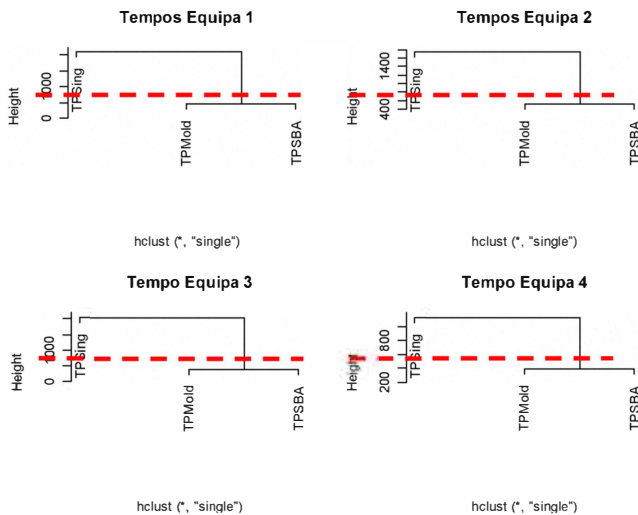 Tempos Equipa 1
Height
0
1000
TPSing
TPMold
TPSBA
hclust (*, "single")
Tempos Equipa 2
Height
400
1400
TPSing
TPMold
TPSBA
hclust (*, "single")
Tempo Equipa 3
Height
0
1000
TPSing
TPMold
TPSBA
hclust (*, "single")
Tempo Equipa 4
Height
200
800
TPSing
TPMold
TPSBA
hclust (*, "single")